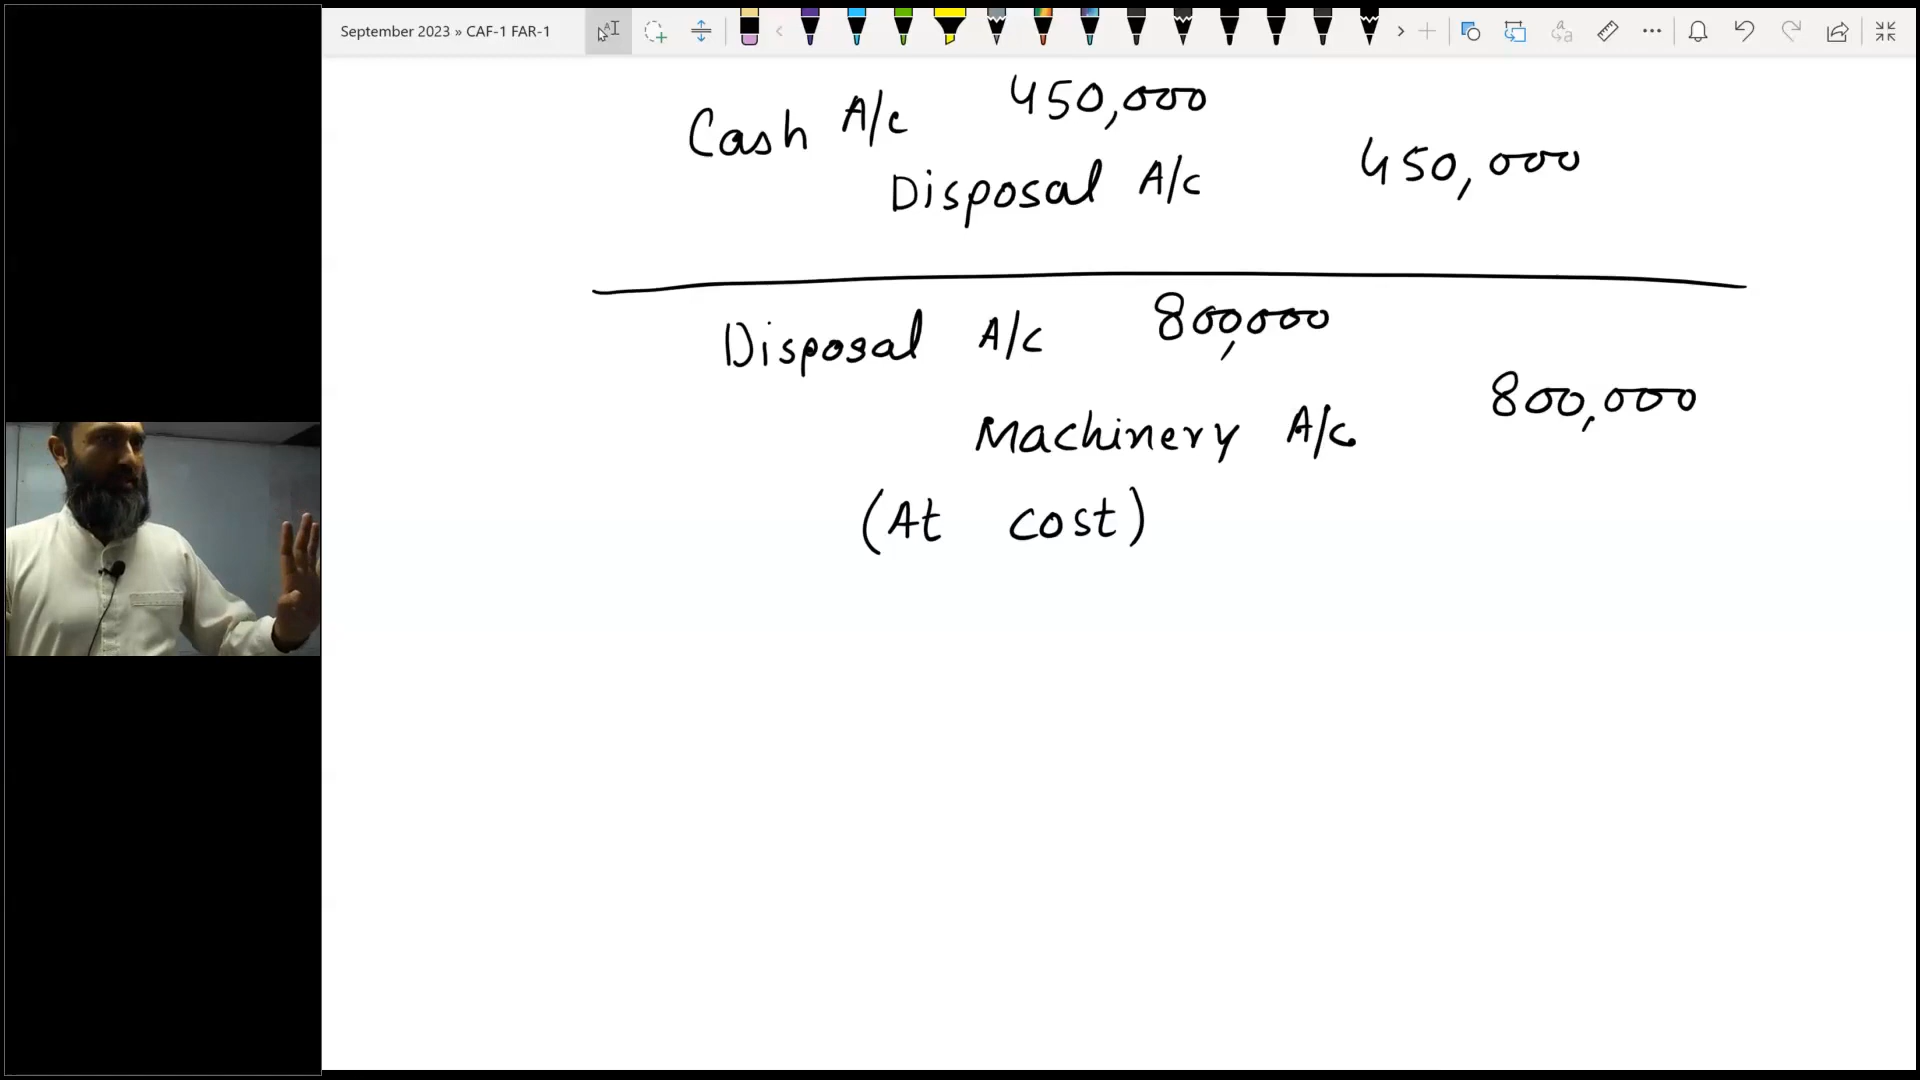 September 2023 » CAF-1 FAR-1
Cash A/c 450,000
Disposal A/c 450,000
Disposal A/c 800,000
Machinery A/c 800,000
(At cost)